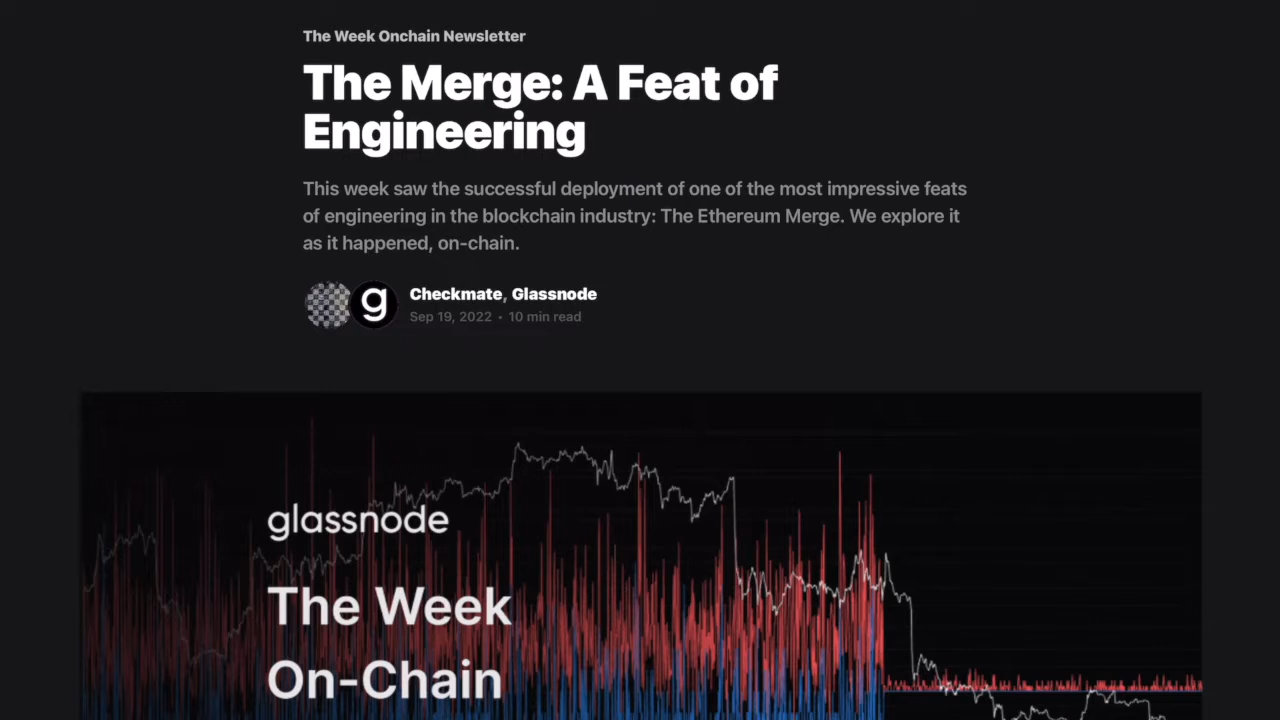 The Week Onchain Newsletter
The Merge: A Feat of
Engineering
This week saw the successful deployment of one of the most impressive feats
of engineering in the blockchain industry: The Ethereum Merge. We explore it
as it happened, on-chain.
g
Checkmate, Glassnode
Sep 19, 2022 • 10 min read
glassnode
The Week
On-Chain